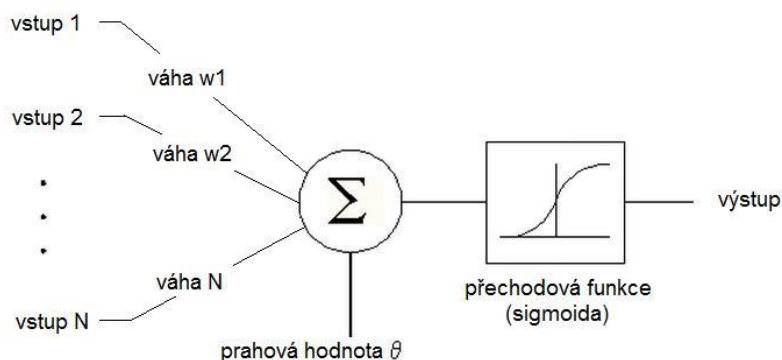 vstup 1
váha w1
vstup 2
váha w2
Σ
výstup
váha N
vstup N
přechodová funkce
(sigmoida)
prahová hodnota θ